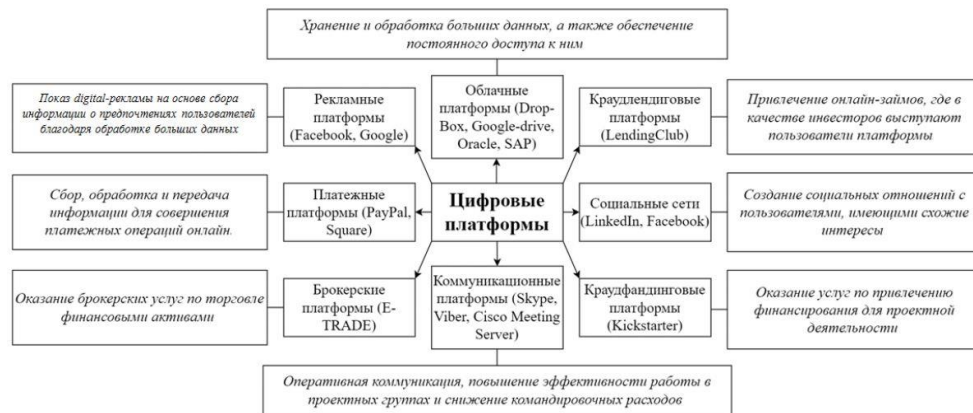 Хранение и обработка больших данных, а также обеспечение
постоянного доступа к ним
Показ digital-рекламы на основе сбора
информации о предпочтениях пользователей
благодаря обработке больших данных
Рекламные
платформы
(Facebook, Google)
Облачные
платформы (Drop-
Box, Google-drive,
Oracle, SAP)
Краудлендиговые
платформы
(LendingClub)
Привлечение онлайн-займов, где в
качестве инвесторов выступают
пользователи платформы
Сбор, обработка и передача
информации для совершения
платежных операций онлайн.
Платежные
платформы (PayPal,
Square)
Цифровые
платформы
Социальные сети
(LinkedIn, Facebook)
Создание социальных отношений с
пользователями, имеющими схожие
интересы
Оказание брокерских услуг по торговле
финансовыми активами
Брокерские
платформы (E-
TRADE)
Коммуникационные
платформы (Skype,
Viber, Cisco Meeting
Server)
Краудфандинговые
платформы
(Kickstarter)
Оказание услуг по привлечению
финансирования для проектной
деятельности
Оперативная коммуникация, повышение эффективности работы в
проектных группах и снижение командировочных расходов